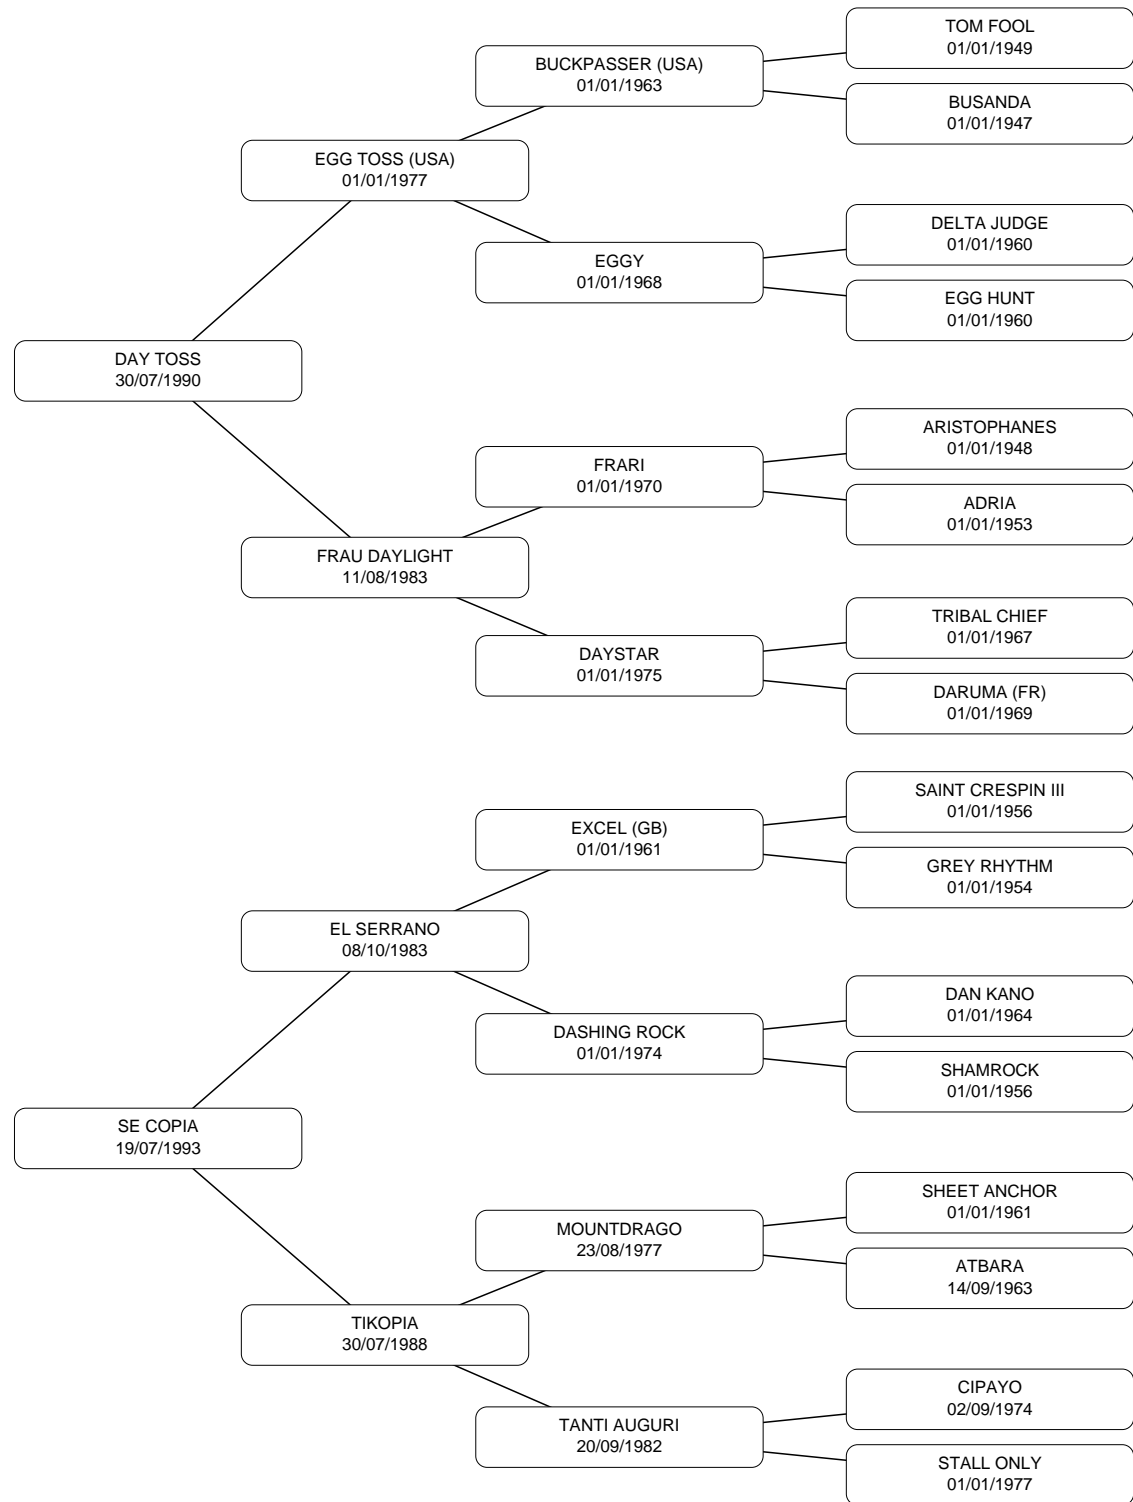 TOM FOOL
01/01/1949
BUCKPASSER (USA)
01/01/1963
BUSANDA
01/01/1947
EGG TOSS (USA)
01/01/1977
DELTA JUDGE
01/01/1960
EGGY
01/01/1968
EGG HUNT
01/01/1960
DAY TOSS
30/07/1990
ARISTOPHANES
01/01/1948
FRARI
01/01/1970
ADRIA
01/01/1953
FRAU DAYLIGHT
11/08/1983
TRIBAL CHIEF
01/01/1967
DAYSTAR
01/01/1975
DARUMA (FR)
01/01/1969
SAINT CRESPIN III
01/01/1956
EXCEL (GB)
01/01/1961
GREY RHYTHM
01/01/1954
EL SERRANO
08/10/1983
DAN KANO
01/01/1964
DASHING ROCK
01/01/1974
SHAMROCK
01/01/1956
SE COPIA
19/07/1993
SHEET ANCHOR
01/01/1961
MOUNTDRAGO
23/08/1977
ATBARA
14/09/1963
TIKOPIA
30/07/1988
CIPAYO
02/09/1974
TANTI AUGURI
20/09/1982
STALL ONLY
01/01/1977